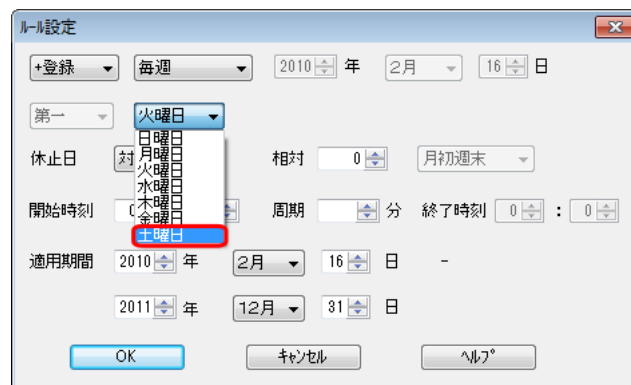 ルール設定
+登録 毎週 2010 年 2月 16 日
第一 火曜日
日曜日
月曜日
火曜日
水曜日
木曜日
金曜日
土曜日
休止日 対 相対 0 月初週末
開始時刻 0 周期 分 終了時刻 0 : 0
適用期間 2010 年 2月 16 日 -
2011 年 12月 31 日
OK キャンセル ヘルプ